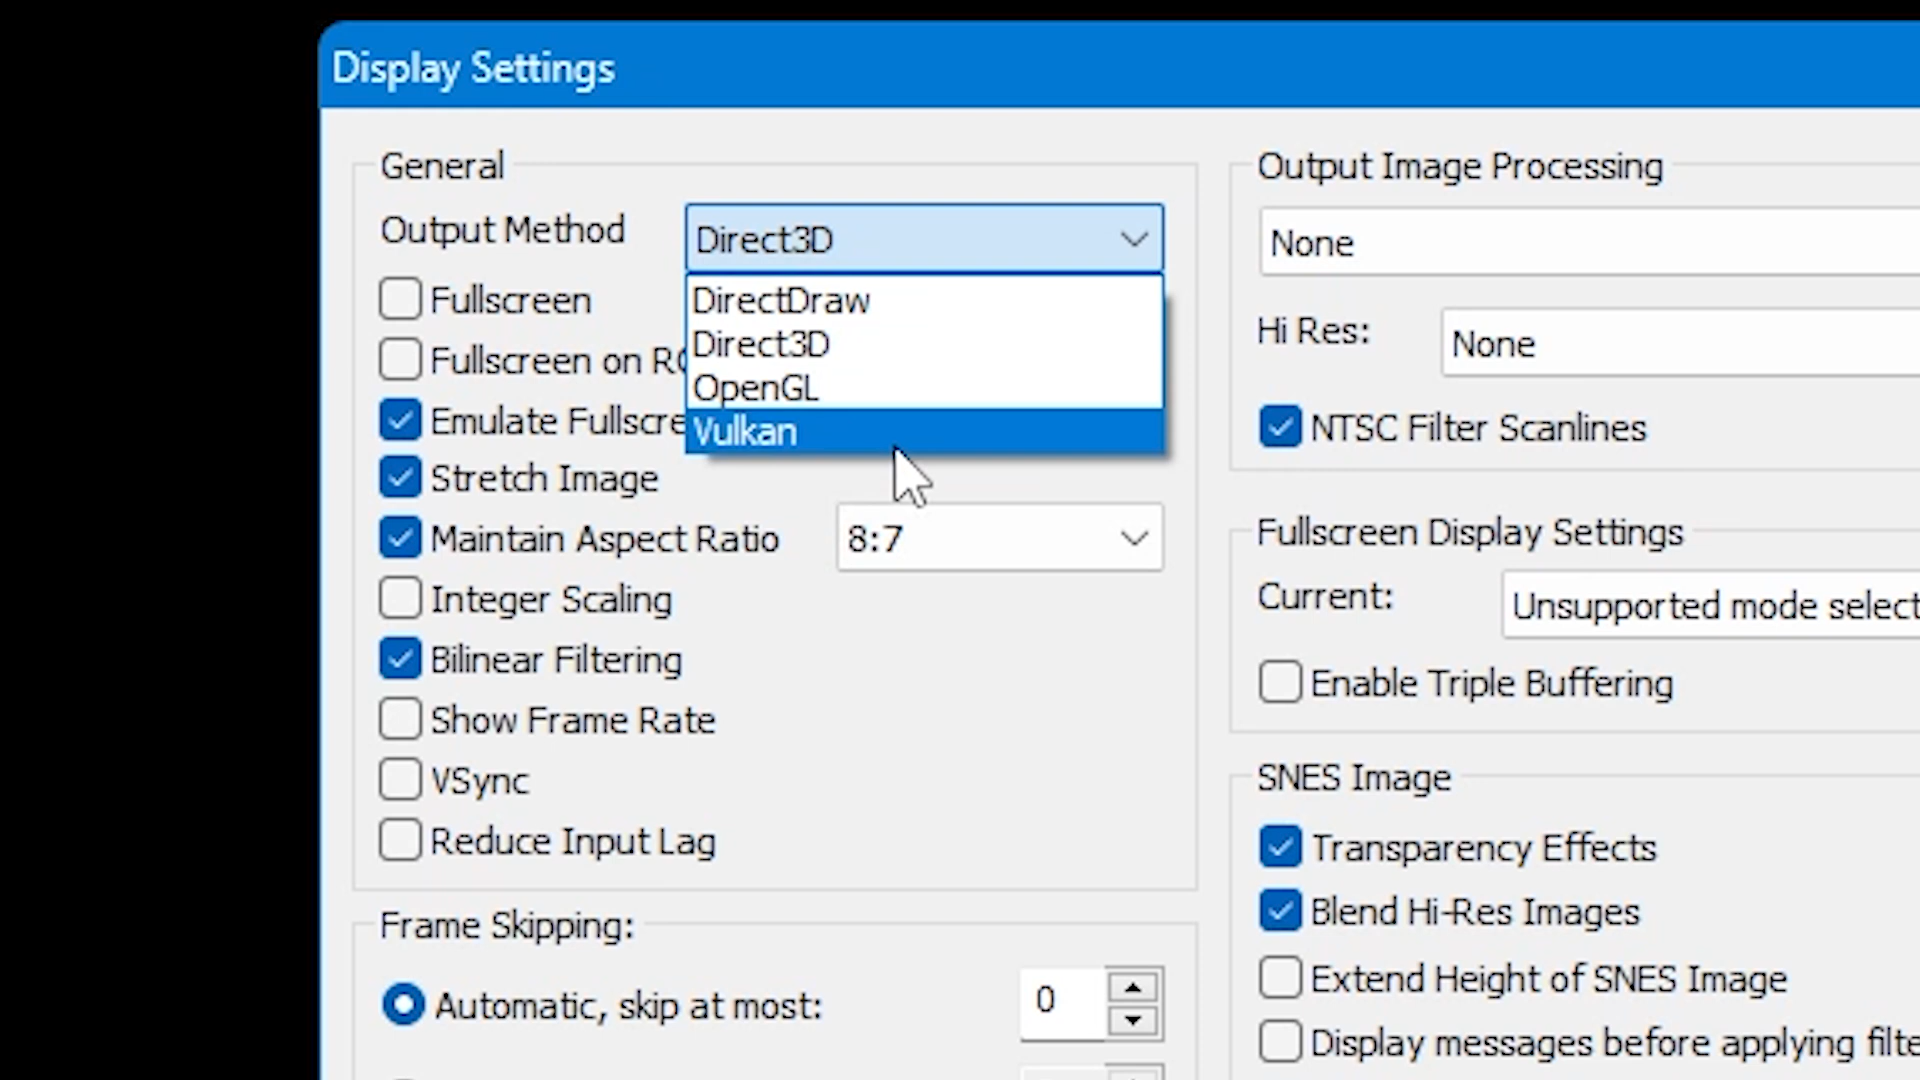 Display Settings
General
Output Method
Direct3D
DirectDraw
Direct3D
OpenGL
Vulkan
Fullscreen
Fullscreen on
Emulate
Stretch Image
Maintain Aspect Ratio
8:7
Integer Scaling
Bilinear Filtering
Show Frame Rate
VSync
Reduce Input Lag
Frame Skipping:
Automatic, skip at most:
0
Output Image Processing
None
Hi Res:
None
NTSC Filter Scanlines
Fullscreen Display Settings
Current:
Unsupported mode select
Enable Triple Buffering
SNES Image
Transparency Effects
Blend Hi-Res Images
Extend Height of SNES Image
Display messages before applying